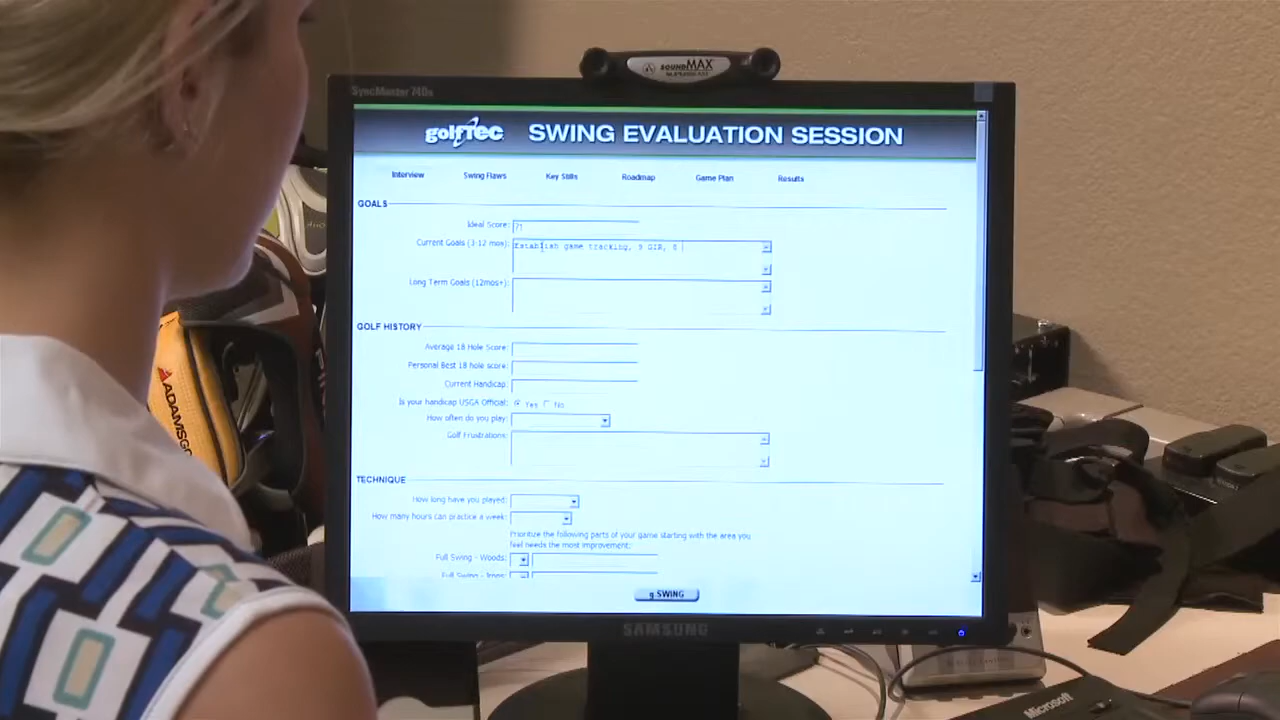 SOUNDMAX
SyncMaster 740s
golfTEC SWING EVALUATION SESSION
Interview Swing Flaws Key Skills Roadmap Game Plan Results
GOALS
Ideal Score: 71
Current Goals (3-12 mos): Establish game tracking, 9 GIR, 6
Long Term Goals (12mos+):
GOLF HISTORY
Average 18 Hole Score:
Personal Best 18 hole score:
Current Handicap:
Is your handicap USGA Official: Yes No
How often do you play:
Golf Frustrations:
TECHNIQUE
How long have you played:
How many hours can practice a week:
Prioritize the following parts of your game starting with the area you
feel needs the most improvement:
Full Swing - Woods:
Full Swing - Irons:
g-SWING
SAMSUNG
ADAMSGO
Microsoft